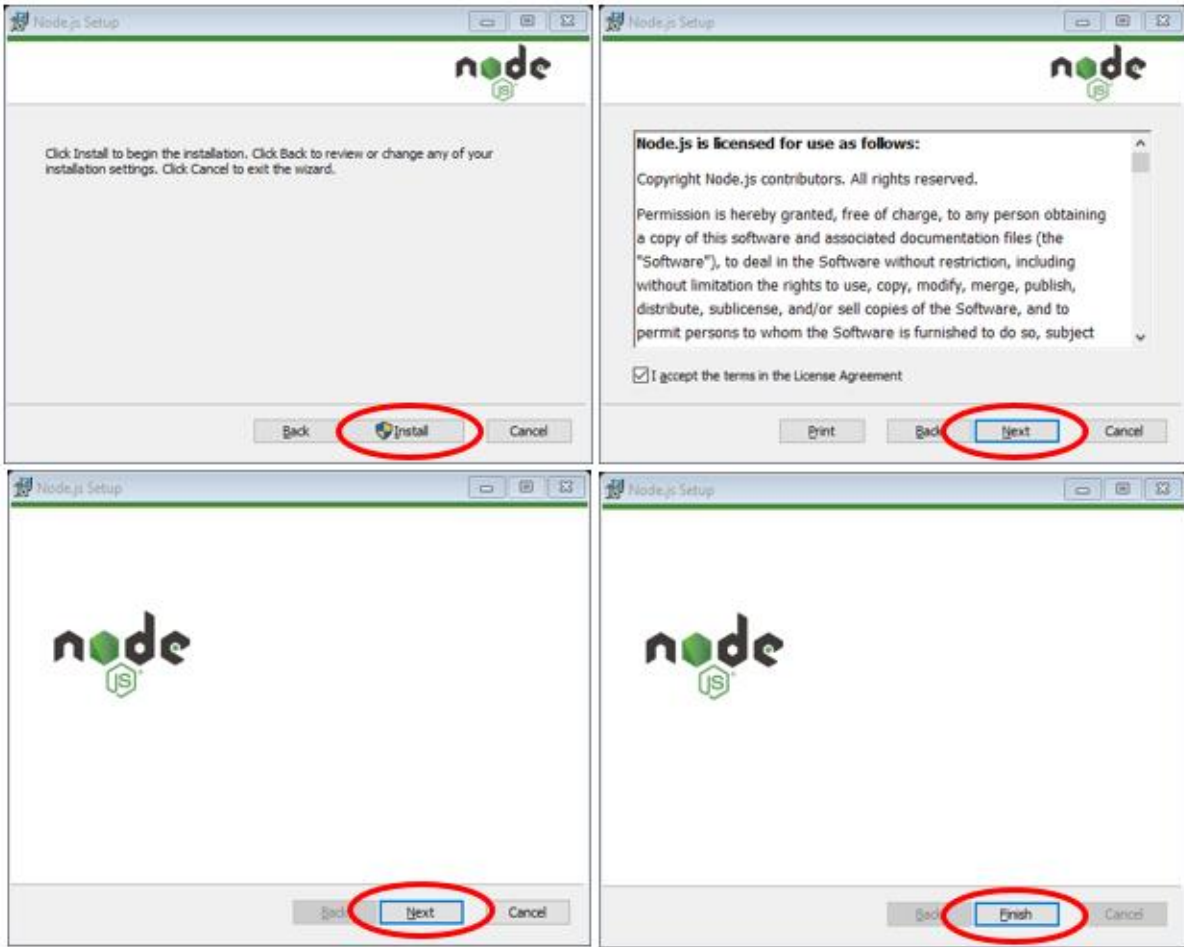 Node.js Setup
node
JS
Click Install to begin the installation. Click Back to review or change any of your
installation settings. Click Cancel to exit the wizard.
Back Install Cancel
Node.js Setup
node
JS
Node.js is licensed for use as follows:
Copyright Node.js contributors. All rights reserved.
Permission is hereby granted, free of charge, to any person obtaining
a copy of this software and associated documentation files (the
"Software"), to deal in the Software without restriction, including
without limitation the rights to use, copy, modify, merge, publish,
distribute, sublicense, and/or sell copies of the Software, and to
permit persons to whom the Software is furnished to do so, subject
I accept the terms in the License Agreement
Print Back Next Cancel
Node.js Setup
node
JS
Back Next Cancel
Node.js Setup
node
JS
Back Finish Cancel